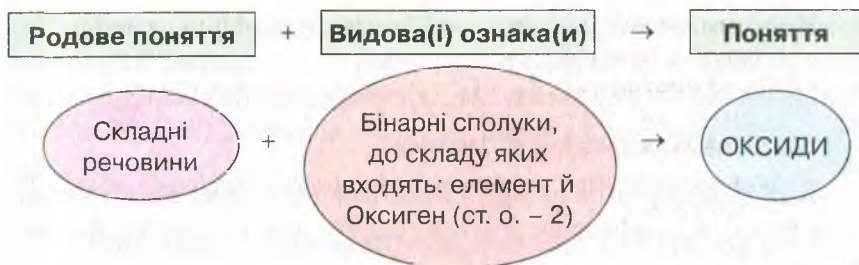 Родове поняття + Видова(і) ознака(и) → Поняття
Складні
речовини
+
Бінарні сполуки,
до складу яких
входять: елемент й
Оксиген (ст. о. – 2)
→
ОКСИДИ